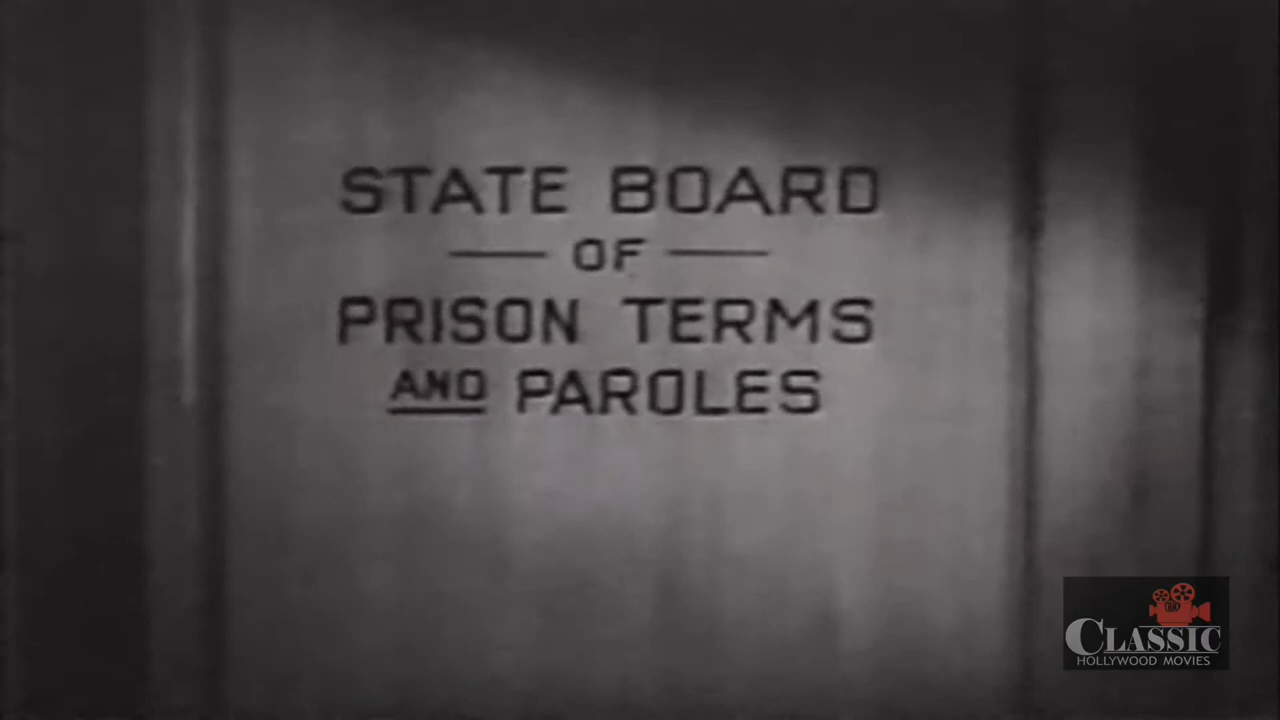 STATE BOARD
OF
PRISON TERMS
AND PAROLES
CLASSIC
HOLLYWOOD MOVIES